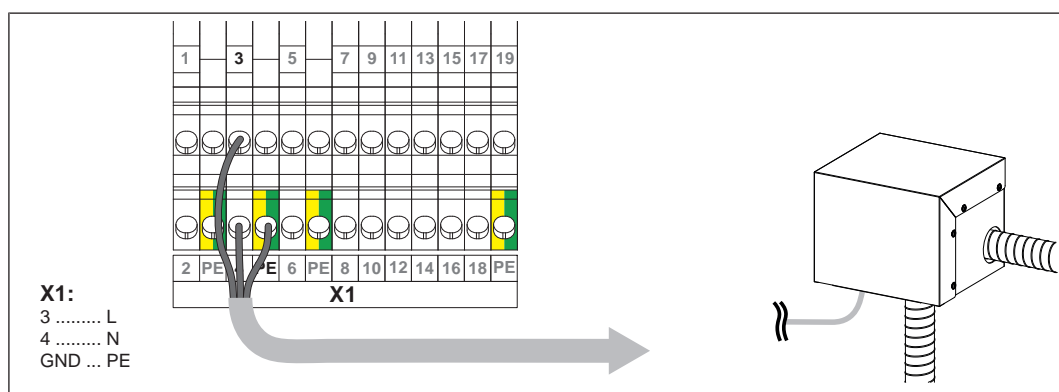 1 3 5 7 9 11 13 15 17 19
2 PE PE 6 PE 8 10 12 14 16 18 PE
X1
X1:
3 ......... L
4 ......... N
GND ... PE